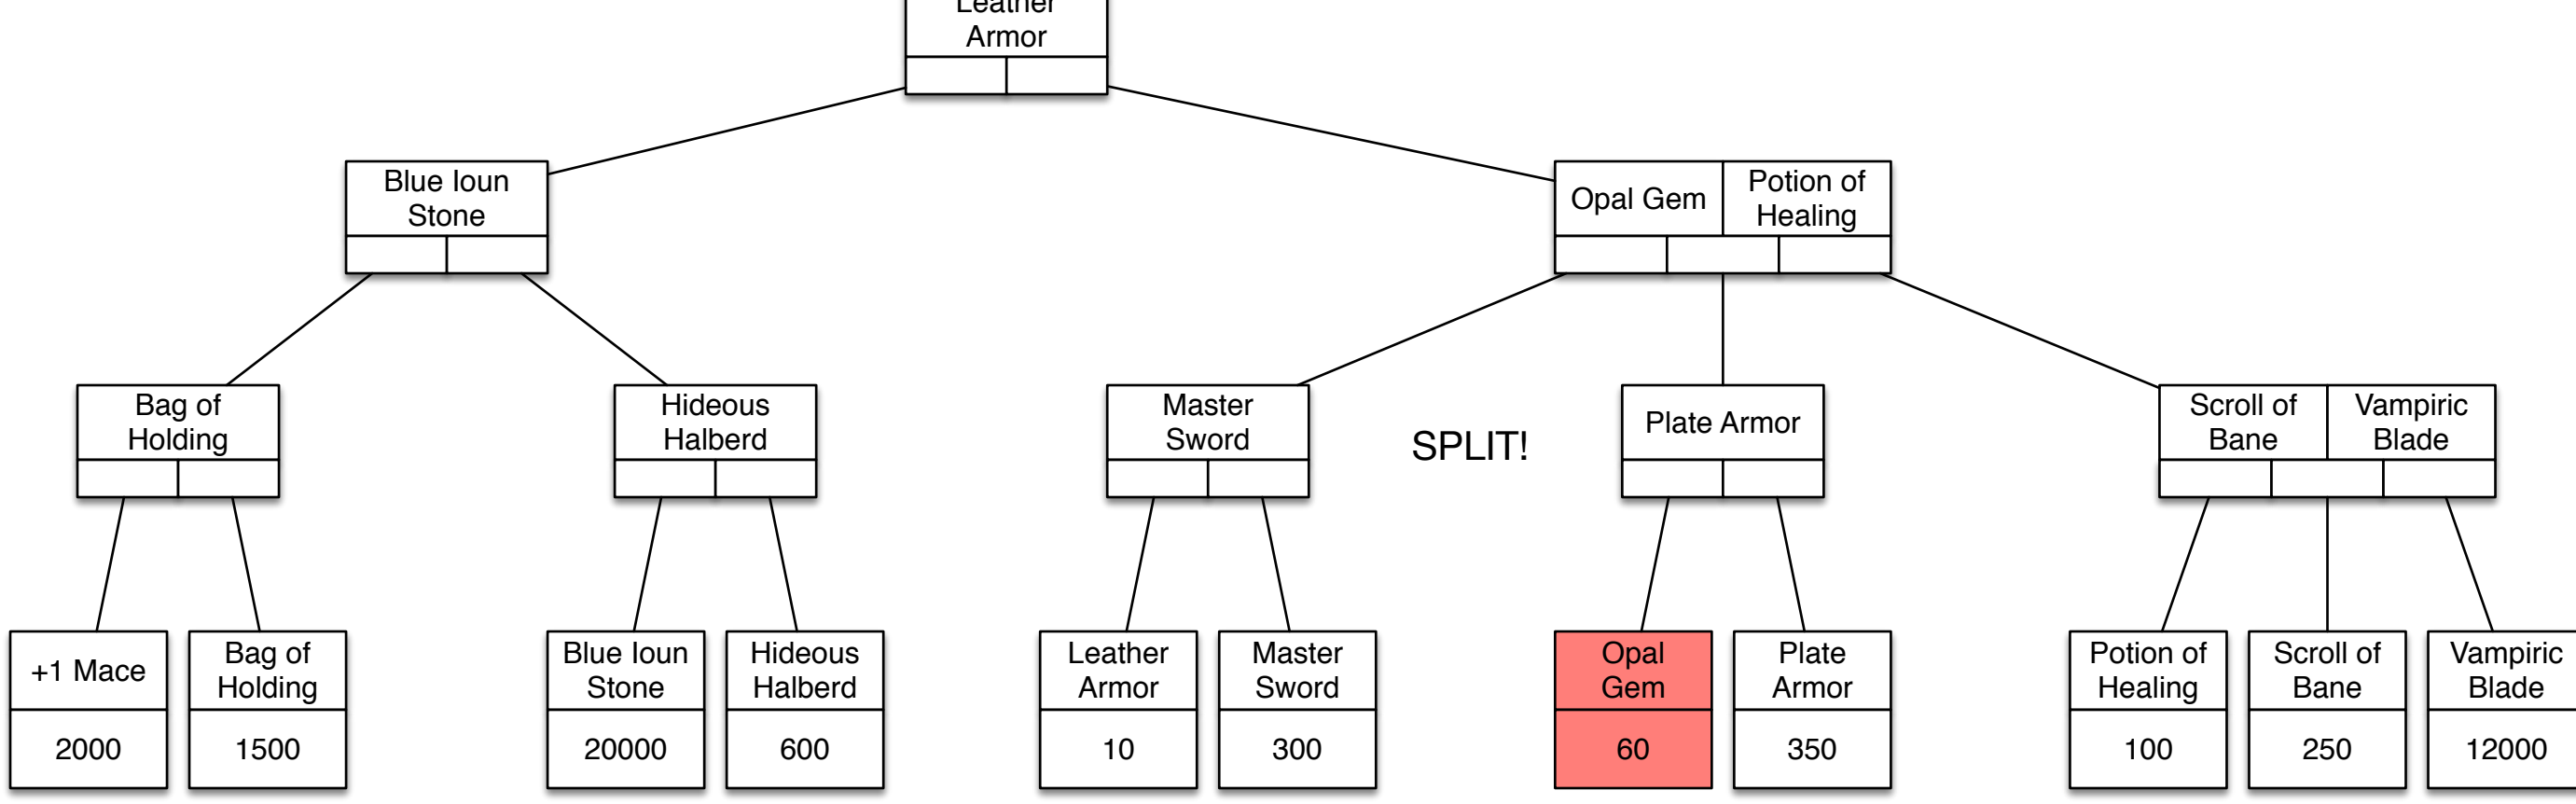 Leather
Armor
Blue Ioun
Stone
Opal Gem
Potion of
Healing
Bag of
Holding
Hideous
Halberd
Master
Sword
SPLIT!
Plate Armor
Scroll of
Bane
Vampiric
Blade
+1 Mace
2000
Bag of
Holding
1500
Blue Ioun
Stone
20000
Hideous
Halberd
600
Leather
Armor
10
Master
Sword
300
Opal
Gem
60
Plate
Armor
350
Potion of
Healing
100
Scroll of
Bane
250
Vampiric
Blade
12000